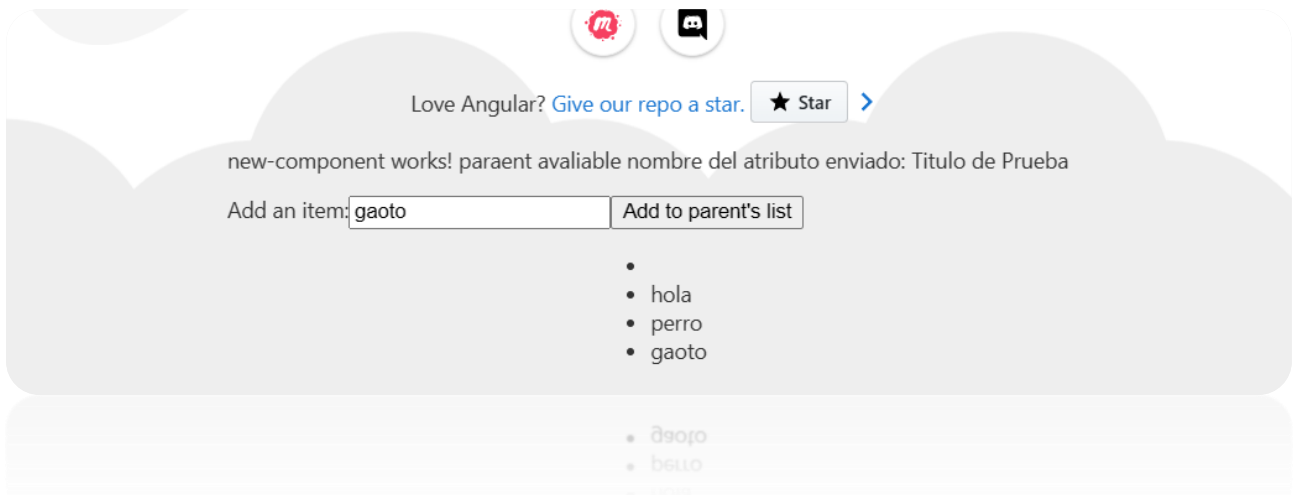 Love Angular? Give our repo a star. Star
new-component works! paraent avaliable nombre del atributo enviado: Titulo de Prueba
Add an item: gaoto Add to parent's list
hola
perro
gaoto